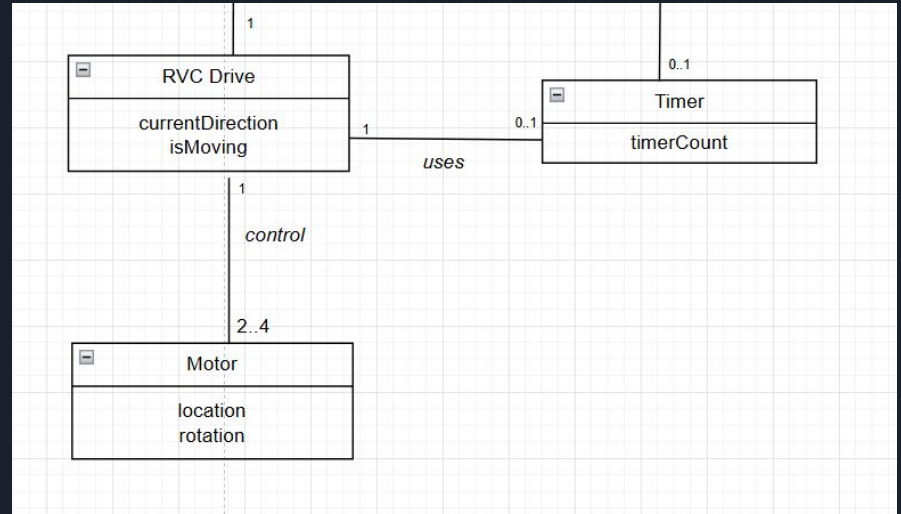 1
RVC Drive
currentDirection
isMoving
1
uses
0..1
0..1
Timer
timerCount
1
control
2..4
Motor
location
rotation